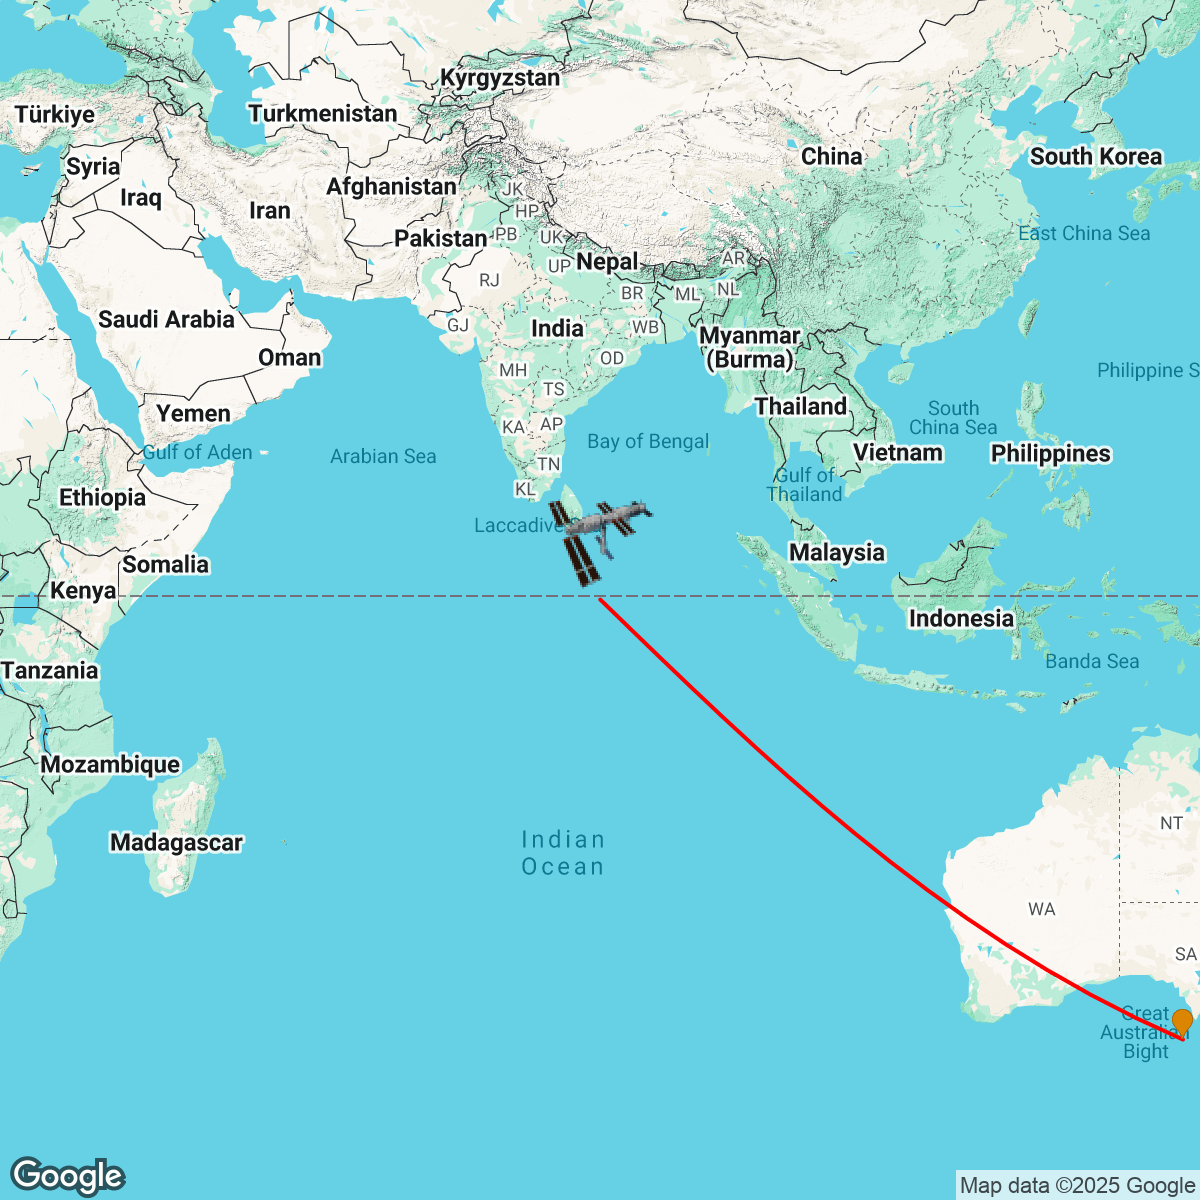 Kyrgyzstan
Türkiye
Turkmenistan
China
South Korea
Syria
Afghanistan
JK
Iraq
Iran
HP
East China Sea
Pakistan
PB
UK
Nepal
AR
UP
RJ
BR
ML
NL
Saudi Arabia
GJ
India
WB
Myanmar
(Burma)
Oman
OD
MH
Philippine S
TS
Yemen
Thailand
South
China Sea
KA
AP
Bay of Bengal
Gulf of Aden
Arabian Sea
Vietnam
Philippines
TN
Gulf of
Thailand
KL
Ethiopia
Laccadive
Malaysia
Somalia
Kenya
Indonesia
Tanzania
Banda Sea
Mozambique
NT
Madagascar
Indian
Ocean
WA
SA
Great
Australian
Bight
Google
Map data ©2025 Google